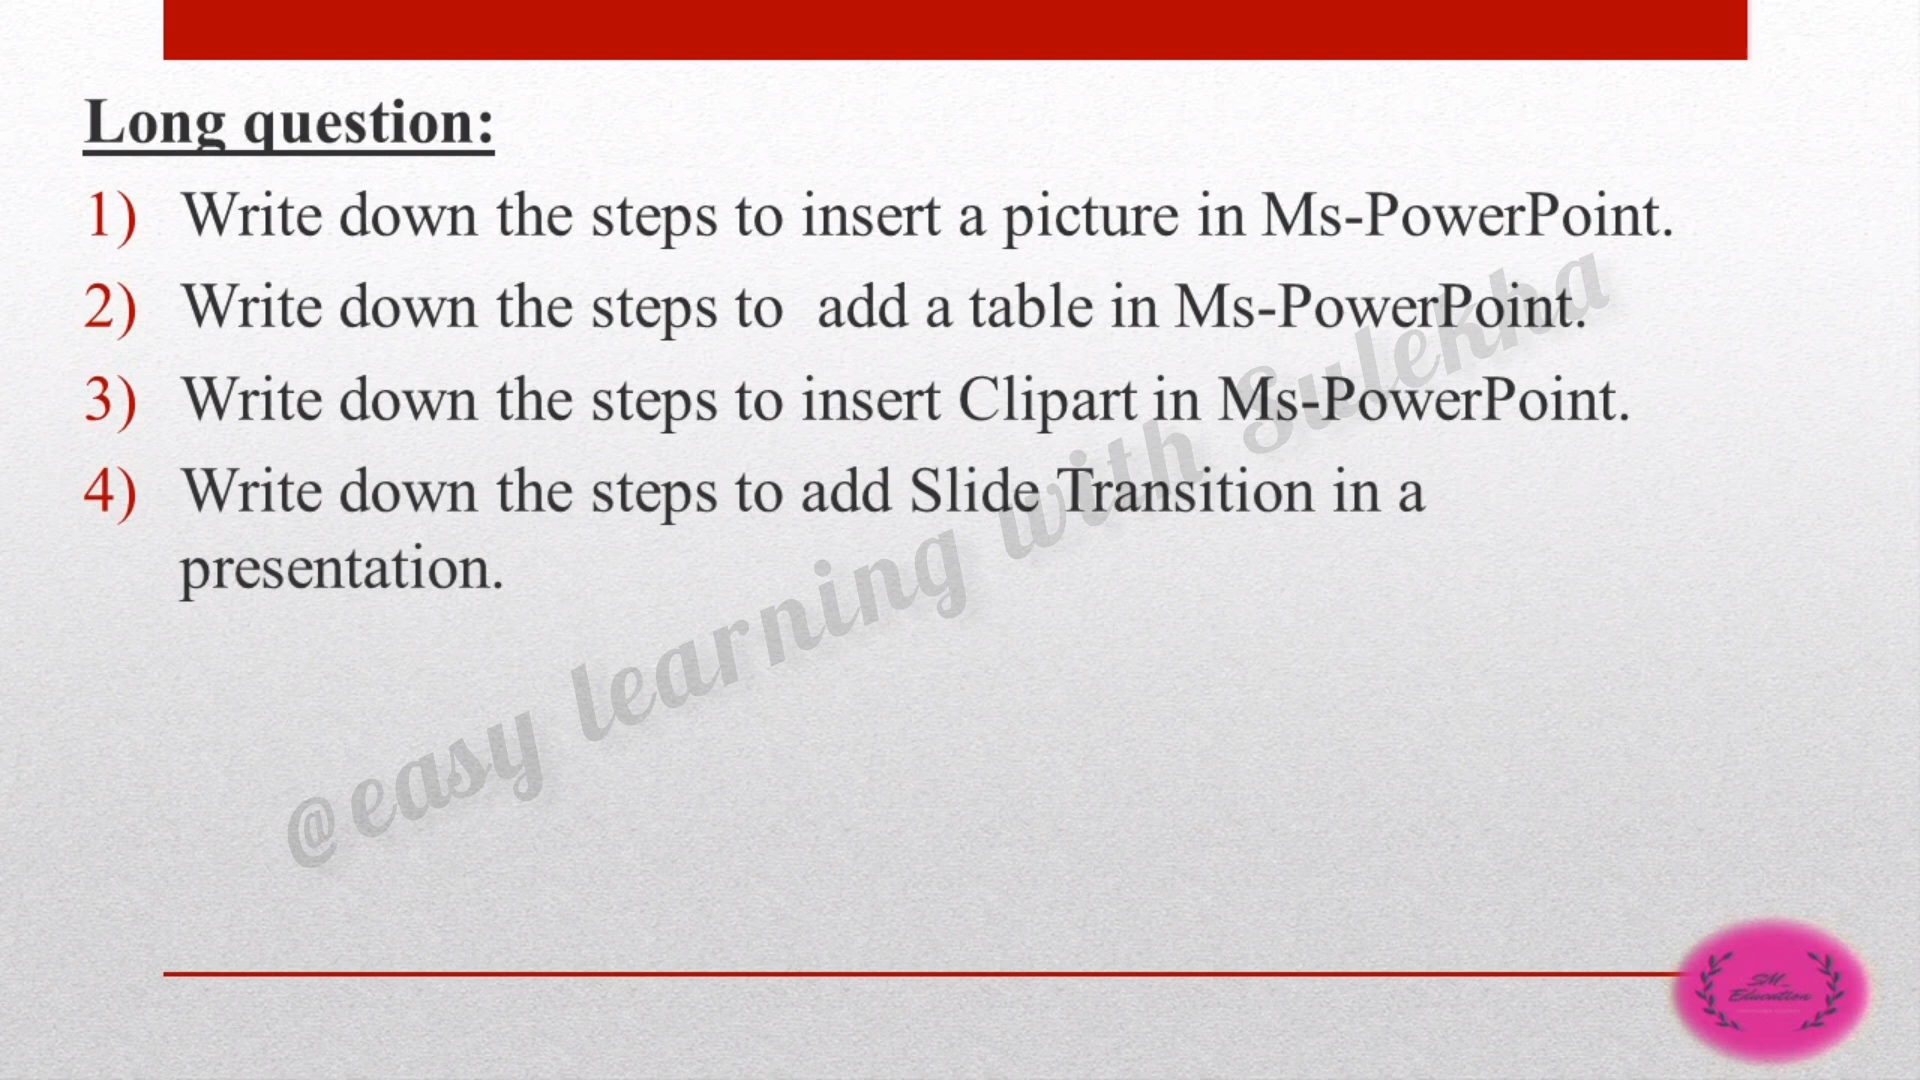 Long question:
1) Write down the steps to insert a picture in Ms-PowerPoint.
2) Write down the steps to  add a table in Ms-PowerPoint.
3) Write down the steps to insert Clipart in Ms-PowerPoint.
4) Write down the steps to add Slide Transition in a
presentation.
@easy learning with Sulekha
SM_
Education